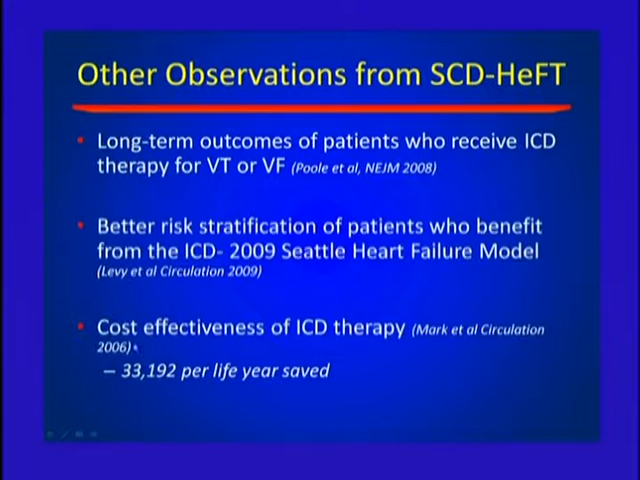 Other Observations from SCD-HeFT
• Long-term outcomes of patients who receive ICD
therapy for VT or VF (Poole et al, NEJM 2008)
• Better risk stratification of patients who benefit
from the ICD- 2009 Seattle Heart Failure Model
(Levy et al Circulation 2009)
• Cost effectiveness of ICD therapy (Mark et al Circulation
2006)
– 33,192 per life year saved